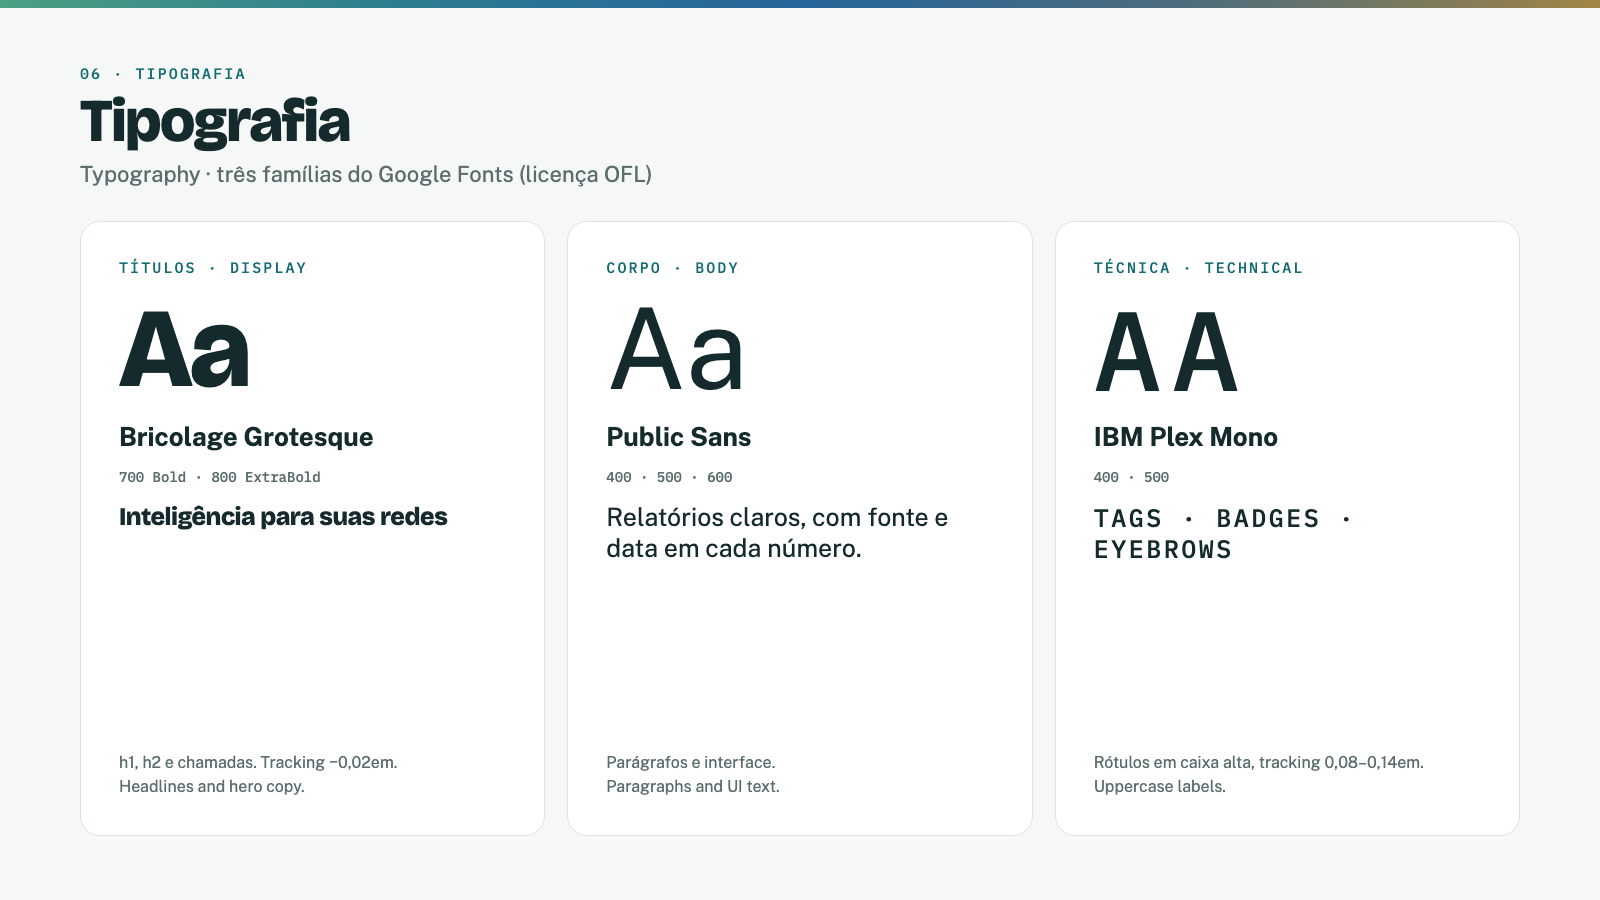 06 · TIPOGRAFIA
Tipografia
Typography · três famílias do Google Fonts (licença OFL)
TÍTULOS · DISPLAY
Aa
Bricolage Grotesque
700 Bold · 800 ExtraBold
Inteligência para suas redes
h1, h2 e chamadas. Tracking −0,02em.
Headlines and hero copy.
CORPO · BODY
Aa
Public Sans
400 · 500 · 600
Relatórios claros, com fonte e
data em cada número.
Parágrafos e interface.
Paragraphs and UI text.
TÉCNICA · TECHNICAL
AA
IBM Plex Mono
400 · 500
TAGS · BADGES ·
EYEBROWS
Rótulos em caixa alta, tracking 0,08–0,14em.
Uppercase labels.